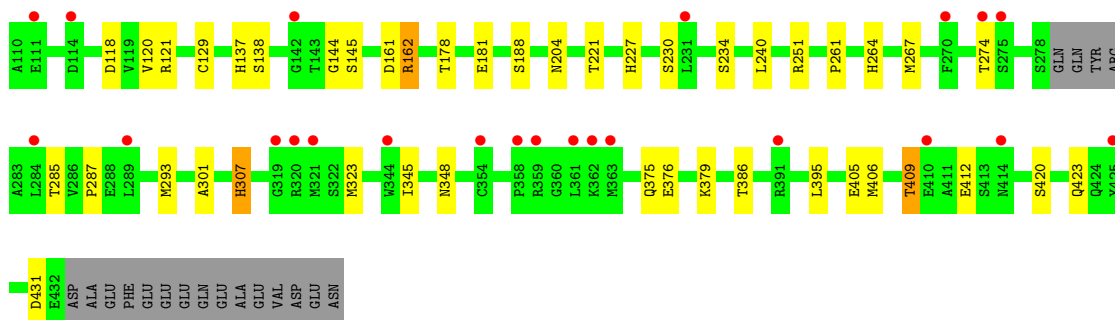 A110 E111 D114 D118 V119 V120 R121 C129 H137 S138 G142 T143 G144 S145 D161 R162 T178 E181 S188 N204 T221 H227 S230 L231 S234 L240 R251 P261 H264 M267 F270 T274 S275 S278 GLN GLN TYR ARG
A283 L284 T285 V286 P287 E288 L289 M293 A301 H307 G319 R320 M321 S322 M323 W344 I345 N348 C354 P358 R359 G360 L361 K362 M363 Q375 E376 K379 T386 R391 L395 E405 M406 T409 E410 A411 E412 S413 N414 S420 Q423 Q424 Y425
D431 E432 ASP ALA GLU PHE GLU GLU GLU GLN GLU ALA GLU VAL ASP GLU ASN